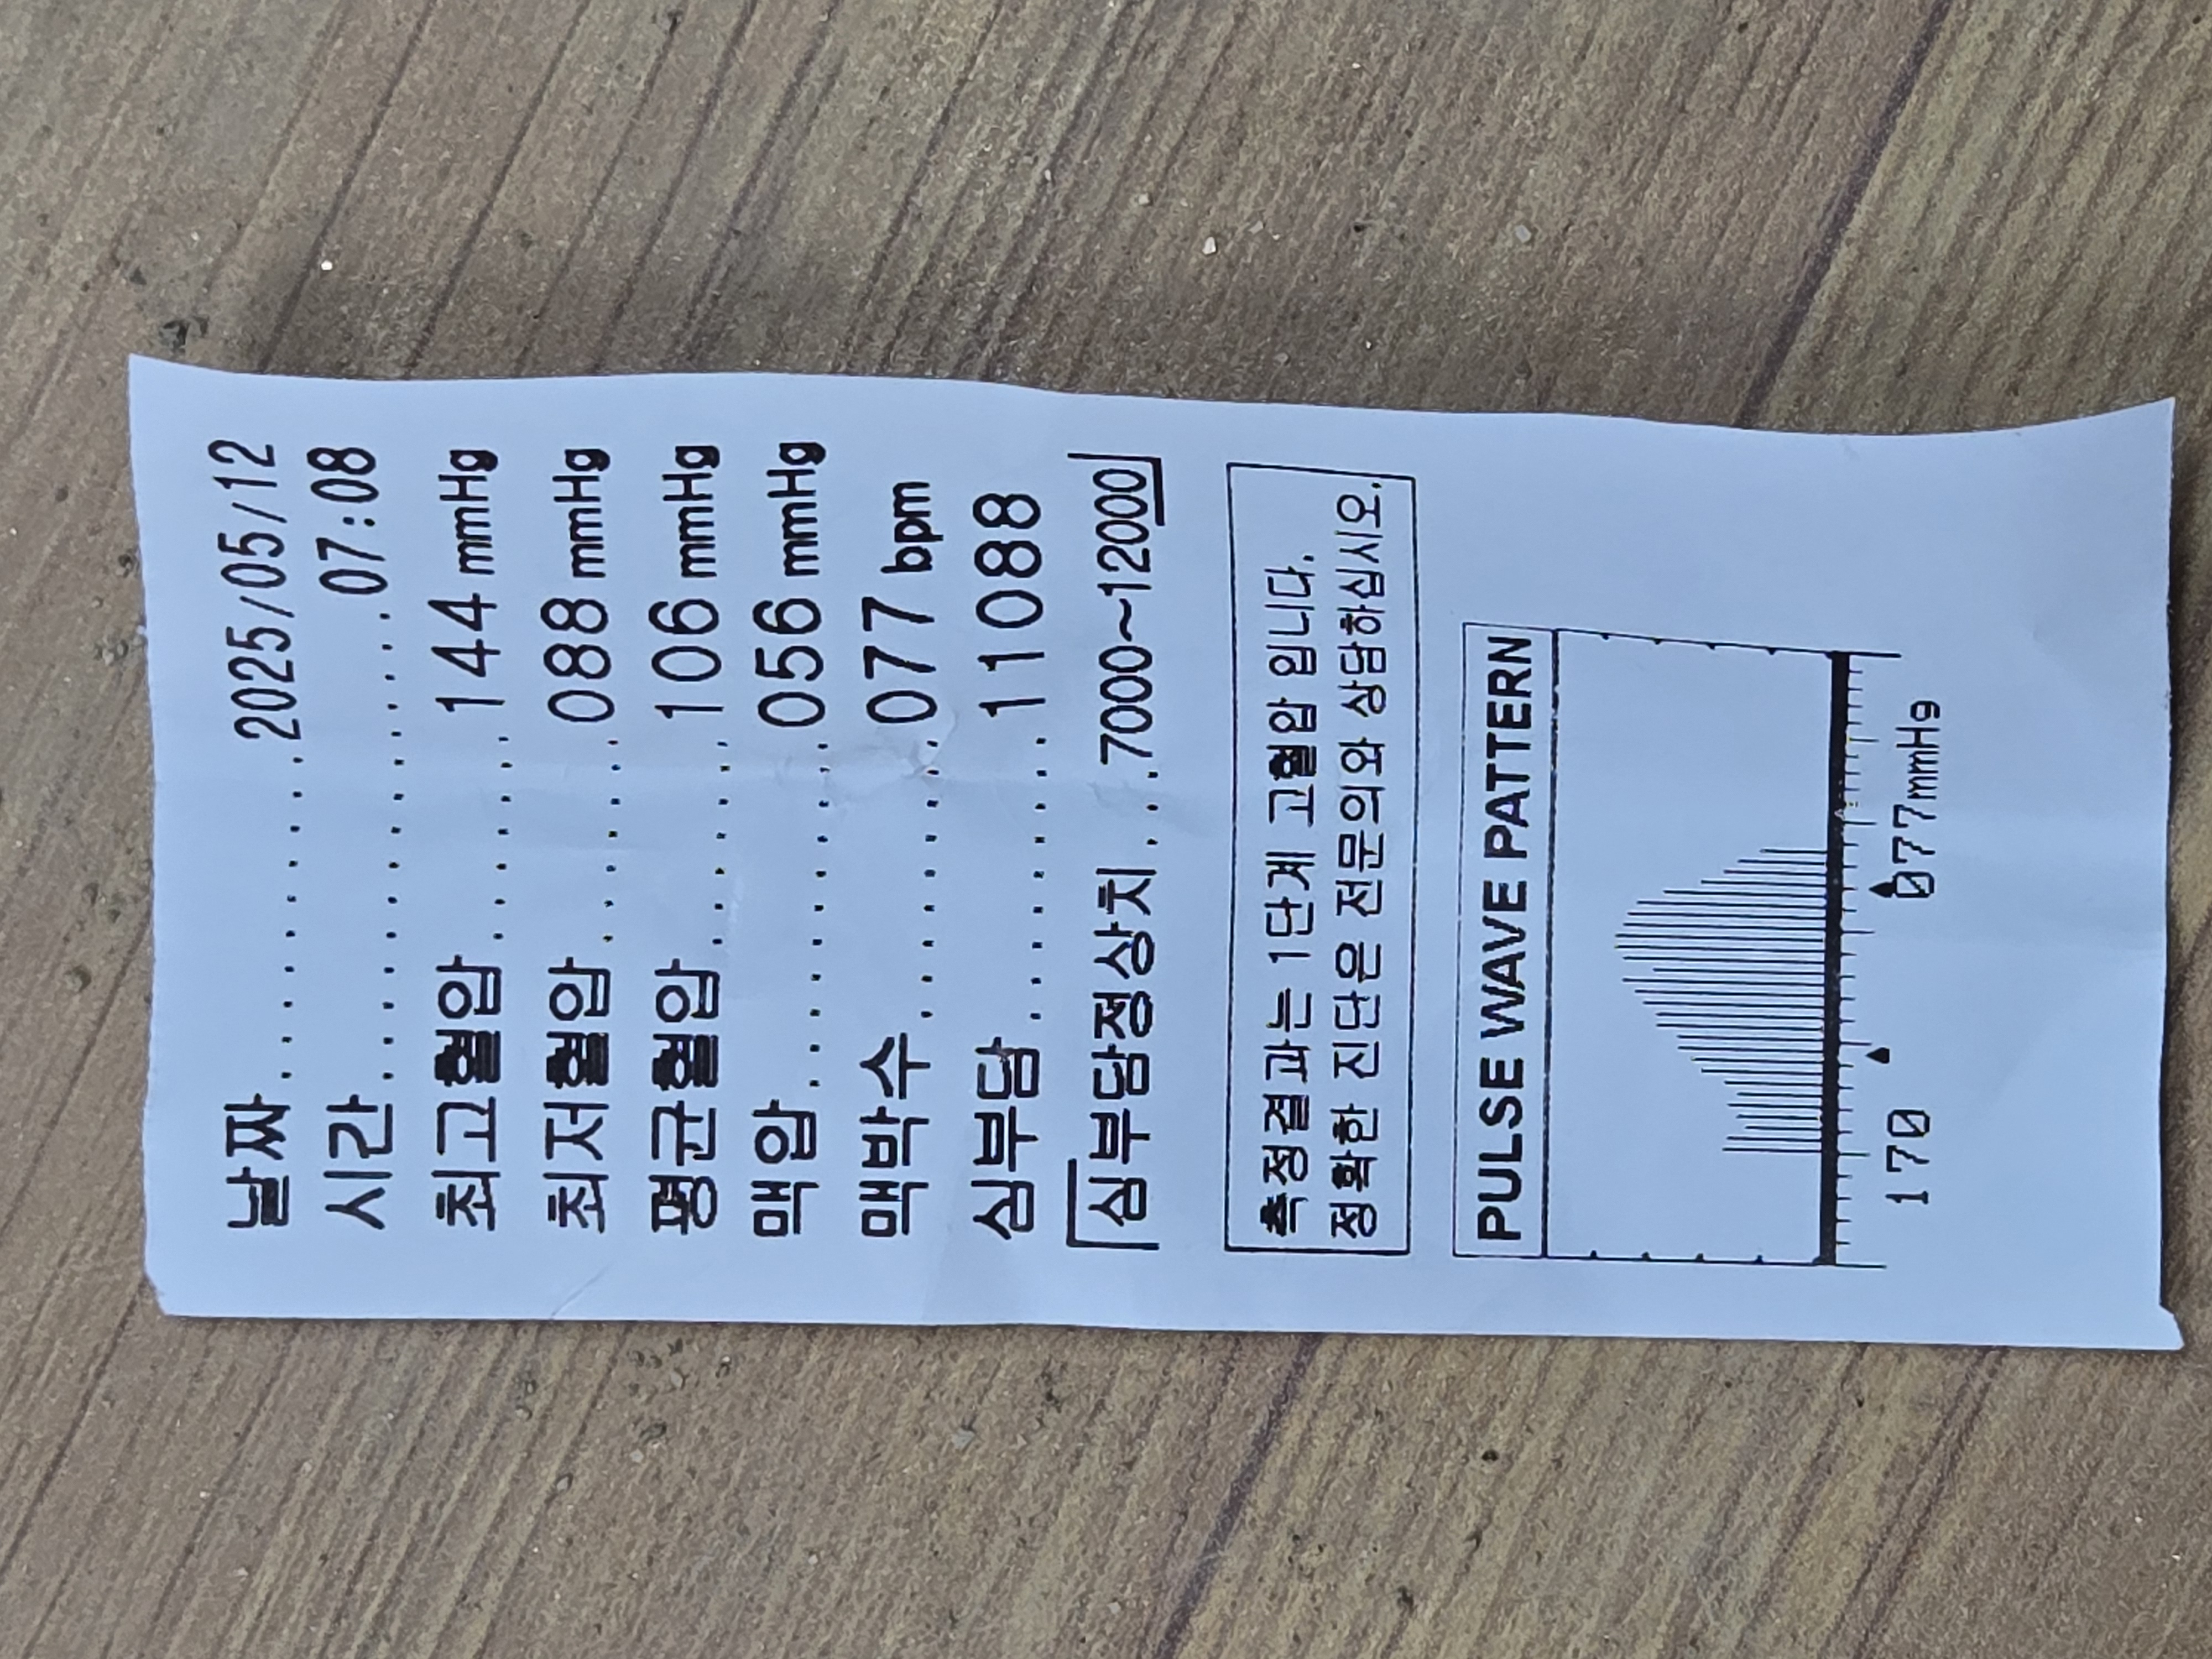 날짜............2025/05/12
시간..............07:08
최고혈압.........144 mmHg
최저혈압.........088 mmHg
평균혈압.........106 mmHg
맥압.............056 mmHg
맥박수...........077 bpm
심부담...........11088
심부담정상치...7000~12000
측정결과는 1단계 고혈압 입니다.
정확한 진단은 전문의와 상담하십시오.
PULSE WAVE PATTERN
170 077mmHg